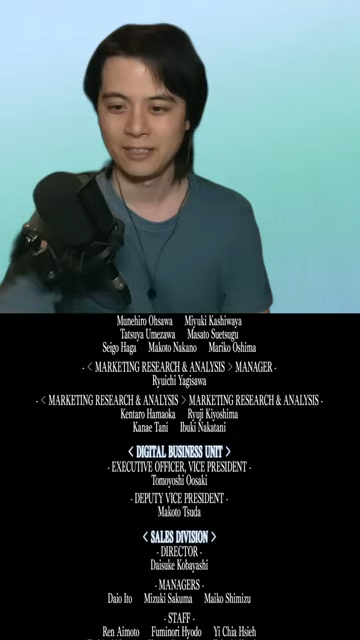 Munehiro Ohsawa Miyuki Kashiwaya
Tatsuya Umezawa Masato Suetsugu
Seigo Haga Makoto Nakano Mariko Oshima
- < MARKETING RESEARCH & ANALYSIS > MANAGER -
Ryuichi Yagisawa
- < MARKETING RESEARCH & ANALYSIS > MARKETING RESEARCH & ANALYSIS -
Kentaro Hamaoka Ryuji Kiyoshima
Kanae Tani Ibuki Nakatani
< DIGITAL BUSINESS UNIT >
- EXECUTIVE OFFICER, VICE PRESIDENT -
Tomoyoshi Oosaki
- DEPUTY VICE PRESIDENT -
Makoto Tsuda
< SALES DIVISION >
- DIRECTOR -
Daisuke Kobayashi
- MANAGERS -
Daio Ito Mizuki Sakuma Maiko Shimizu
- STAFF -
Ren Aimoto Fuminori Hyodo Yi Chia Hsieh